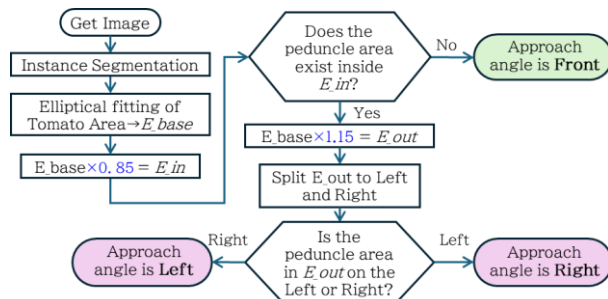 Get Image
Instance Segmentation
Elliptical fitting of
Tomato Area→E_base
E_base×0.85 = E_in
Does the
peduncle area
exist inside
E_in?
No
Approach
angle is Front
Yes
E_base×1.15 = E_out
Split E_out to Left
and Right
Is the
peduncle area
in E_out on the
Left or Right?
Right
Approach
angle is Left
Left
Approach
angle is Right